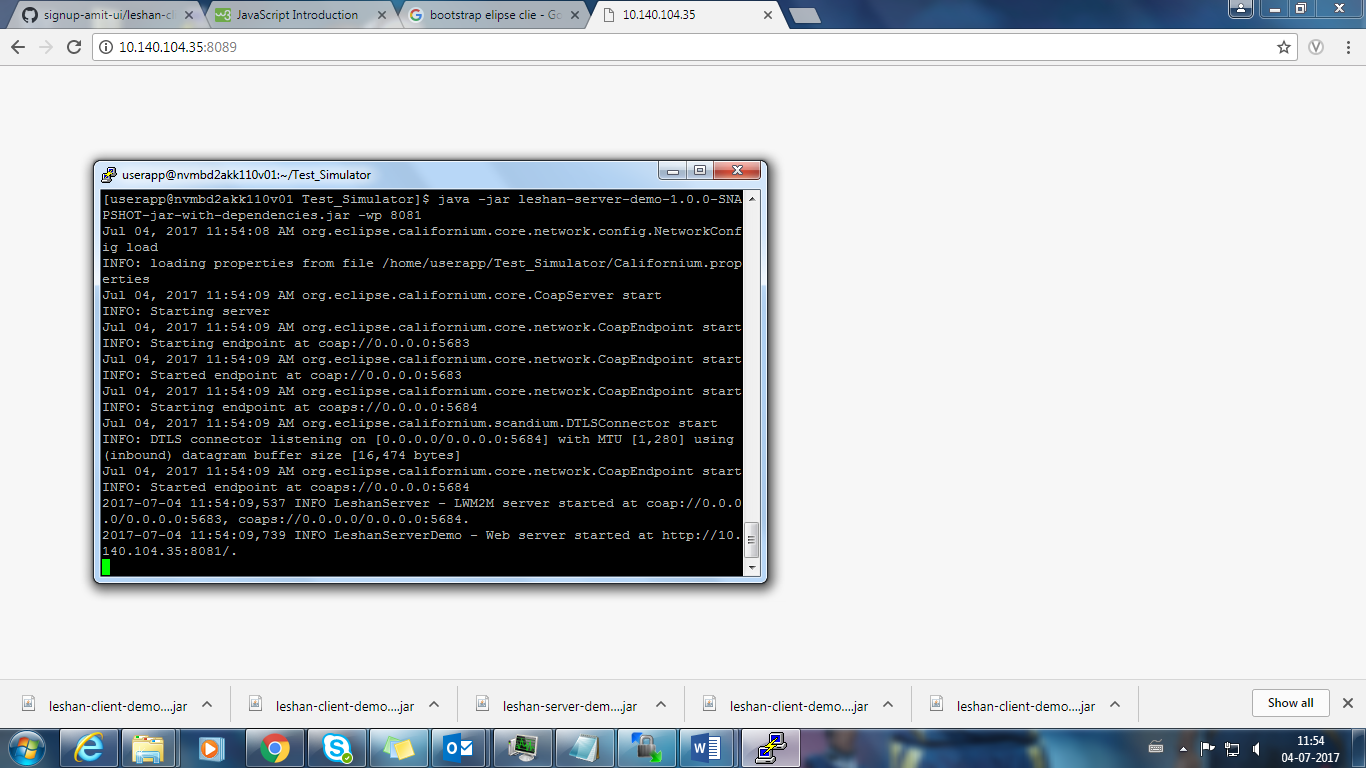 signup-amit-ui/leshan-cl
JavaScript Introduction
bootstrap elipse clie - Go
10.140.104.35
10.140.104.35:8089
userapp@nvmbd2akk110v01:~/Test_Simulator
[userapp@nvmbd2akk110v01 Test_Simulator]$ java -jar leshan-server-demo-1.0.0-SNA
PSHOT-jar-with-dependencies.jar -wp 8081
Jul 04, 2017 11:54:08 AM org.eclipse.californium.core.network.config.NetworkConf
ig load
INFO: loading properties from file /home/userapp/Test_Simulator/Californium.prop
erties
Jul 04, 2017 11:54:09 AM org.eclipse.californium.core.CoapServer start
INFO: Starting server
Jul 04, 2017 11:54:09 AM org.eclipse.californium.core.network.CoapEndpoint start
INFO: Starting endpoint at coap://0.0.0.0:5683
Jul 04, 2017 11:54:09 AM org.eclipse.californium.core.network.CoapEndpoint start
INFO: Started endpoint at coap://0.0.0.0:5683
Jul 04, 2017 11:54:09 AM org.eclipse.californium.core.network.CoapEndpoint start
INFO: Starting endpoint at coaps://0.0.0.0:5684
Jul 04, 2017 11:54:09 AM org.eclipse.californium.scandium.DTLSConnector start
INFO: DTLS connector listening on [0.0.0.0/0.0.0.0:5684] with MTU [1,280] using
(inbound) datagram buffer size [16,474 bytes]
Jul 04, 2017 11:54:09 AM org.eclipse.californium.core.network.CoapEndpoint start
INFO: Started endpoint at coaps://0.0.0.0:5684
2017-07-04 11:54:09,537 INFO LeshanServer - LWM2M server started at coap://0.0.0
.0/0.0.0.0:5683, coaps://0.0.0.0/0.0.0.0:5684.
2017-07-04 11:54:09,739 INFO LeshanServerDemo - Web server started at http://10.
140.104.35:8081/.
leshan-client-demo....jar
leshan-client-demo....jar
leshan-server-dem....jar
leshan-client-demo....jar
leshan-client-demo....jar
Show all
11:54
04-07-2017